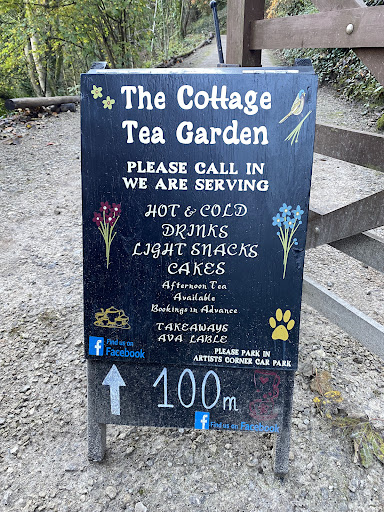 The Cottage
Tea Garden
PLEASE CALL IN
WE ARE SERVING
HOT & COLD
DRINKS
LIGHT SNACKS
CAKES
Afternoon Tea
Available
Bookings in Advance
TAKEAWAYS
AVA LABLE
f Find us on
Facebook
PLEASE PARK IN
ARTISTS CORNER CAR PARK
100m
f Find us on Facebook